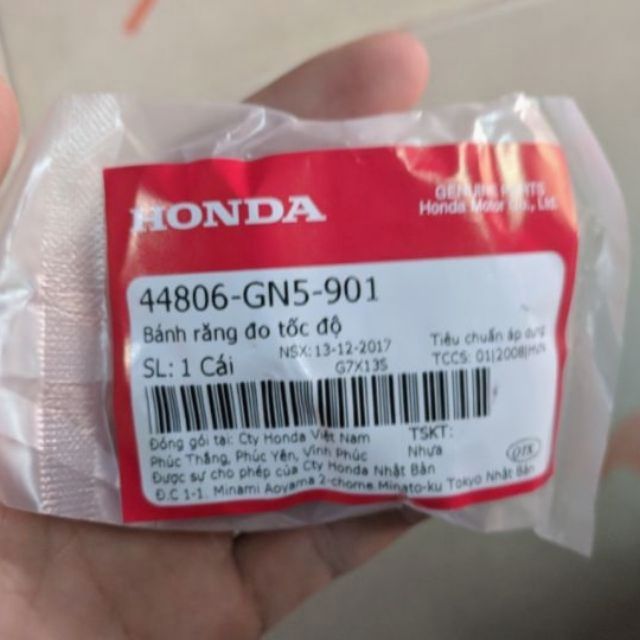 HONDA
GENUINE PARTS
Honda Motor Co., Ltd.
44806-GN5-901
Bánh răng đo tốc độ
NSX: 13-12-2017
Tiêu chuẩn áp dụng
SL: 1 Cái
G7X13S
TCCS: 01|2008|HVN
Đóng gói tại: Cty Honda Việt Nam
TSKT:
Phúc Thắng, Phúc Yên, Vĩnh Phúc
Nhựa
Được sự cho phép của Cty Honda Nhật Bản
Đ.C 1-1. Minami Aoyama 2-chome Minato-ku Tokyo Nhật Bản